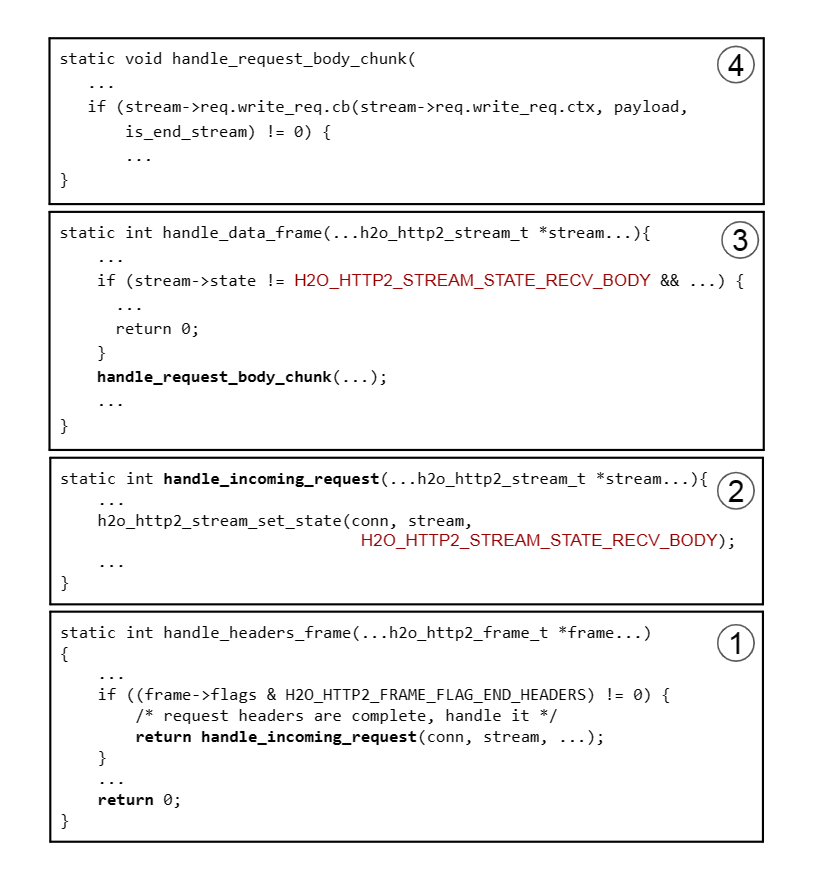 static void handle_request_body_chunk(
4
...
if (stream->req.write_req.cb(stream->req.write_req.ctx, payload,
is_end_stream) != 0) {
...
}
static int handle_data_frame(...h2o_http2_stream_t *stream...){
3
...
if (stream->state != H2O_HTTP2_STREAM_STATE_RECV_BODY && ...) {
...
return 0;
}
handle_request_body_chunk(...);
...
}
static int handle_incoming_request(...h2o_http2_stream_t *stream...){
2
...
h2o_http2_stream_set_state(conn, stream,
H2O_HTTP2_STREAM_STATE_RECV_BODY);
...
}
static int handle_headers_frame(...h2o_http2_frame_t *frame...)
1
{
...
if ((frame->flags & H2O_HTTP2_FRAME_FLAG_END_HEADERS) != 0) {
/* request headers are complete, handle it */
return handle_incoming_request(conn, stream, ...);
}
...
return 0;
}